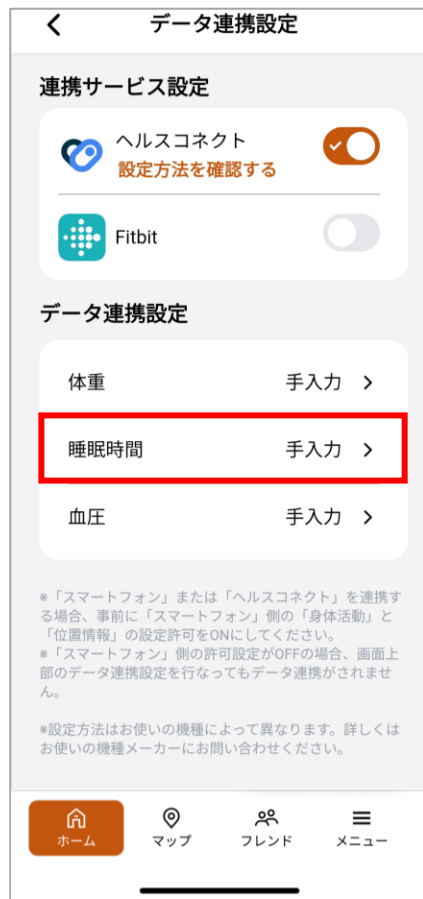 データ連携設定
連携サービス設定
ヘルスコネクト
設定方法を確認する
Fitbit
データ連携設定
体重 手入力
睡眠時間 手入力
血圧 手入力
※「スマートフォン」または「ヘルスコネクト」を連携す
る場合、事前に「スマートフォン」側の「身体活動」と
「位置情報」の設定許可をONにしてください。
※「スマートフォン」側の許可設定がOFFの場合、画面上
部のデータ連携設定を行なってもデータ連携がされませ
ん。
※設定方法はお使いの機種によって異なります。詳しくは
お使いの機種メーカーにお問い合わせください。
ホーム マップ フレンド メニュー